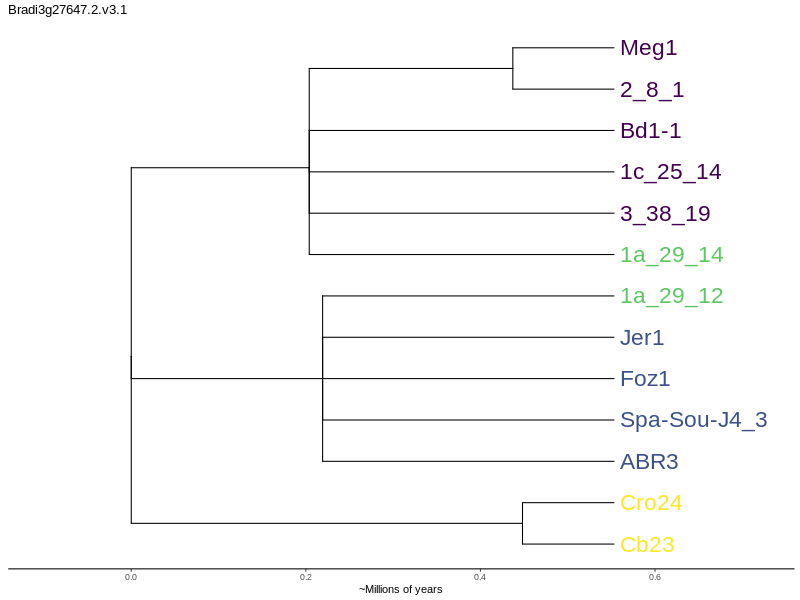 Bradi3g27647.2.v3.1
Meg1
2_8_1
Bd1-1
1c_25_14
3_38_19
1a_29_14
1a_29_12
Jer1
Foz1
Spa-Sou-J4_3
ABR3
Cro24
Cb23
0.0 0.2 0.4 0.6
~Millions of years